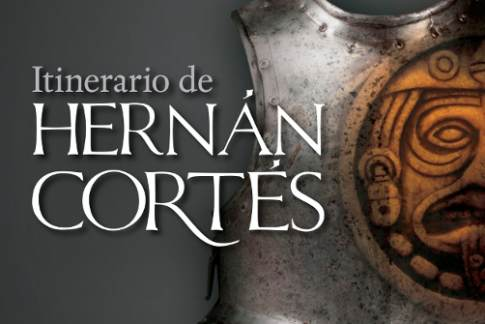 Itinerario de
HERNÁN
CORTÉS